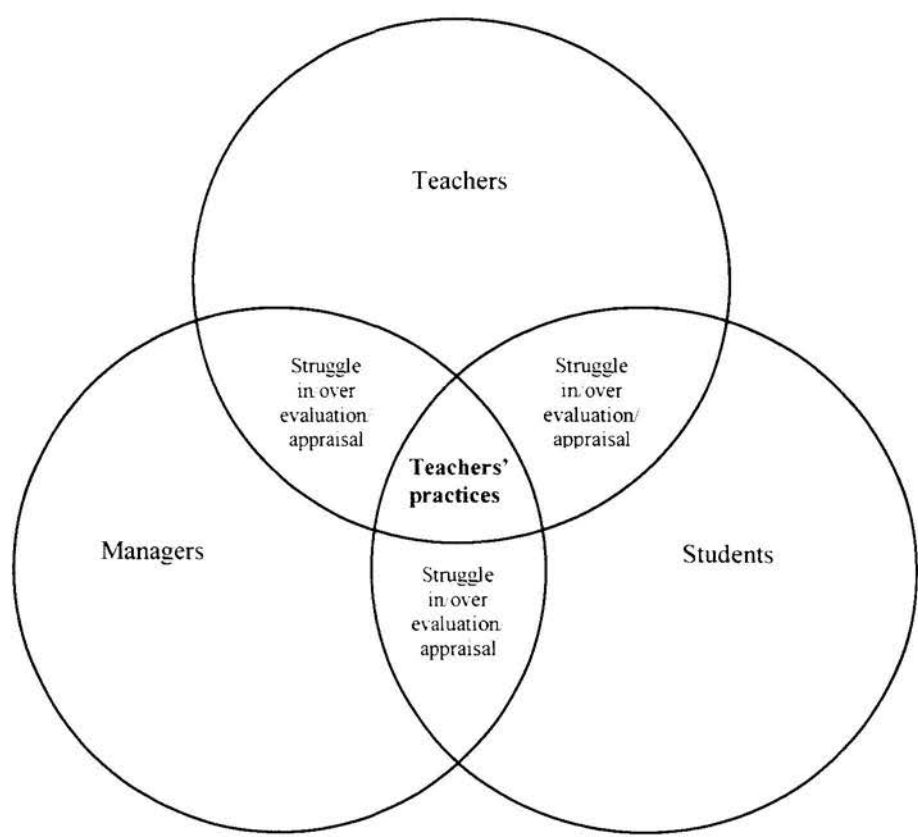 Teachers
Struggle
in/over
evaluation/
appraisal
Struggle
in/over
evaluation/
appraisal
Teachers'
practices
Managers
Students
Struggle
in/over
evaluation/
appraisal